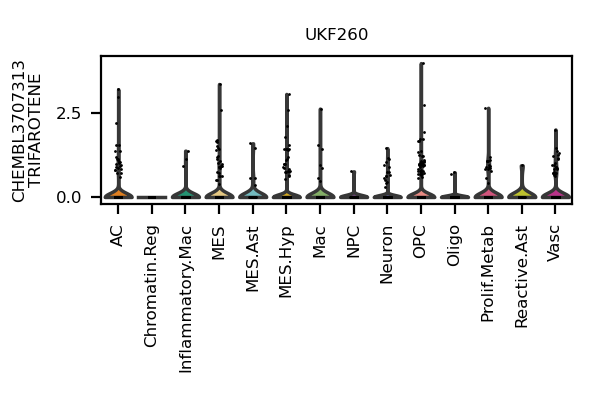 UKF260
CHEMBL3707313
TRIFAROTENE
2.5
0.0
AC
Chromatin.Reg
Inflammatory.Mac
MES
MES.Ast
MES.Hyp
Mac
NPC
Neuron
OPC
Oligo
Prolif.Metab
Reactive.Ast
Vasc